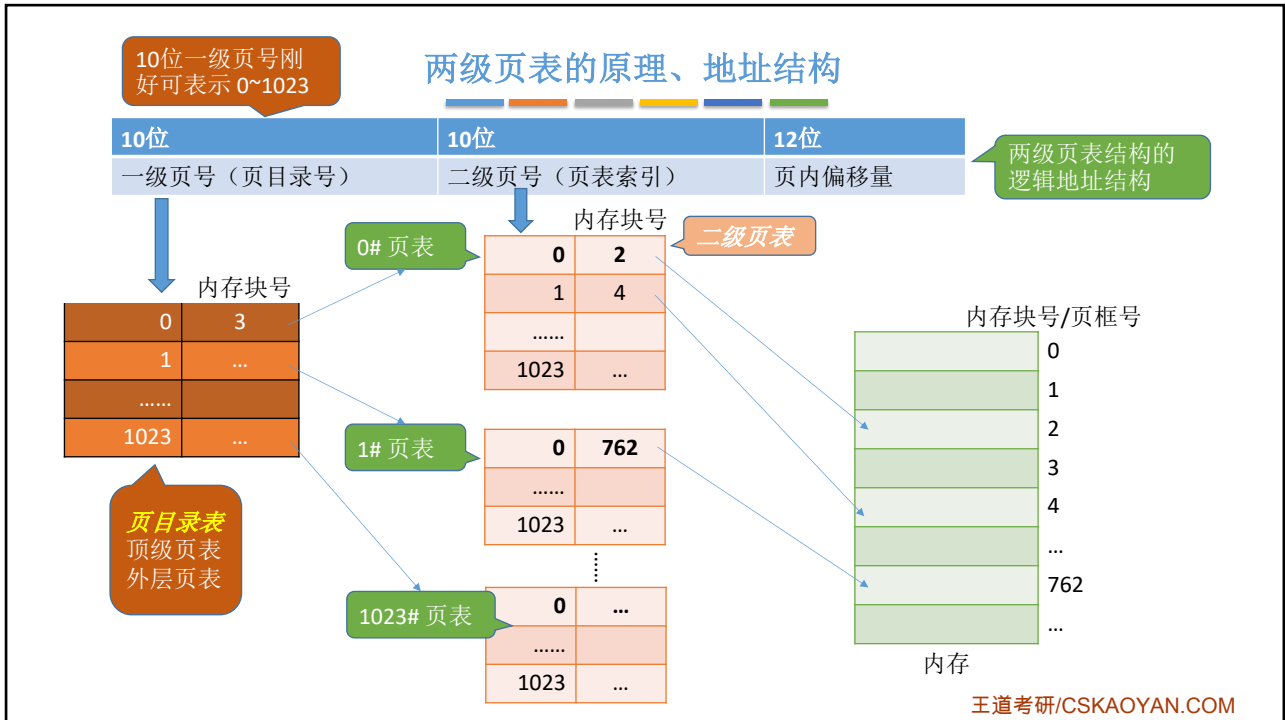 两级页表的原理、地址结构
10位一级页号刚
好可表示 0~1023
10位 10位 12位
一级页号（页目录号） 二级页号（页表索引） 页内偏移量
两级页表结构的
逻辑地址结构
内存块号
0 3
1 ...
......
1023 ...
页目录表
顶级页表
外层页表
0# 页表
内存块号
二级页表
0 2
1 4
......
1023 ...
1# 页表
0 762
......
1023 ...
......
1023# 页表
0 ...
......
1023 ...
内存块号/页框号
0
1
2
3
4
...
762
...
内存
王道考研/CSKAOYAN.COM